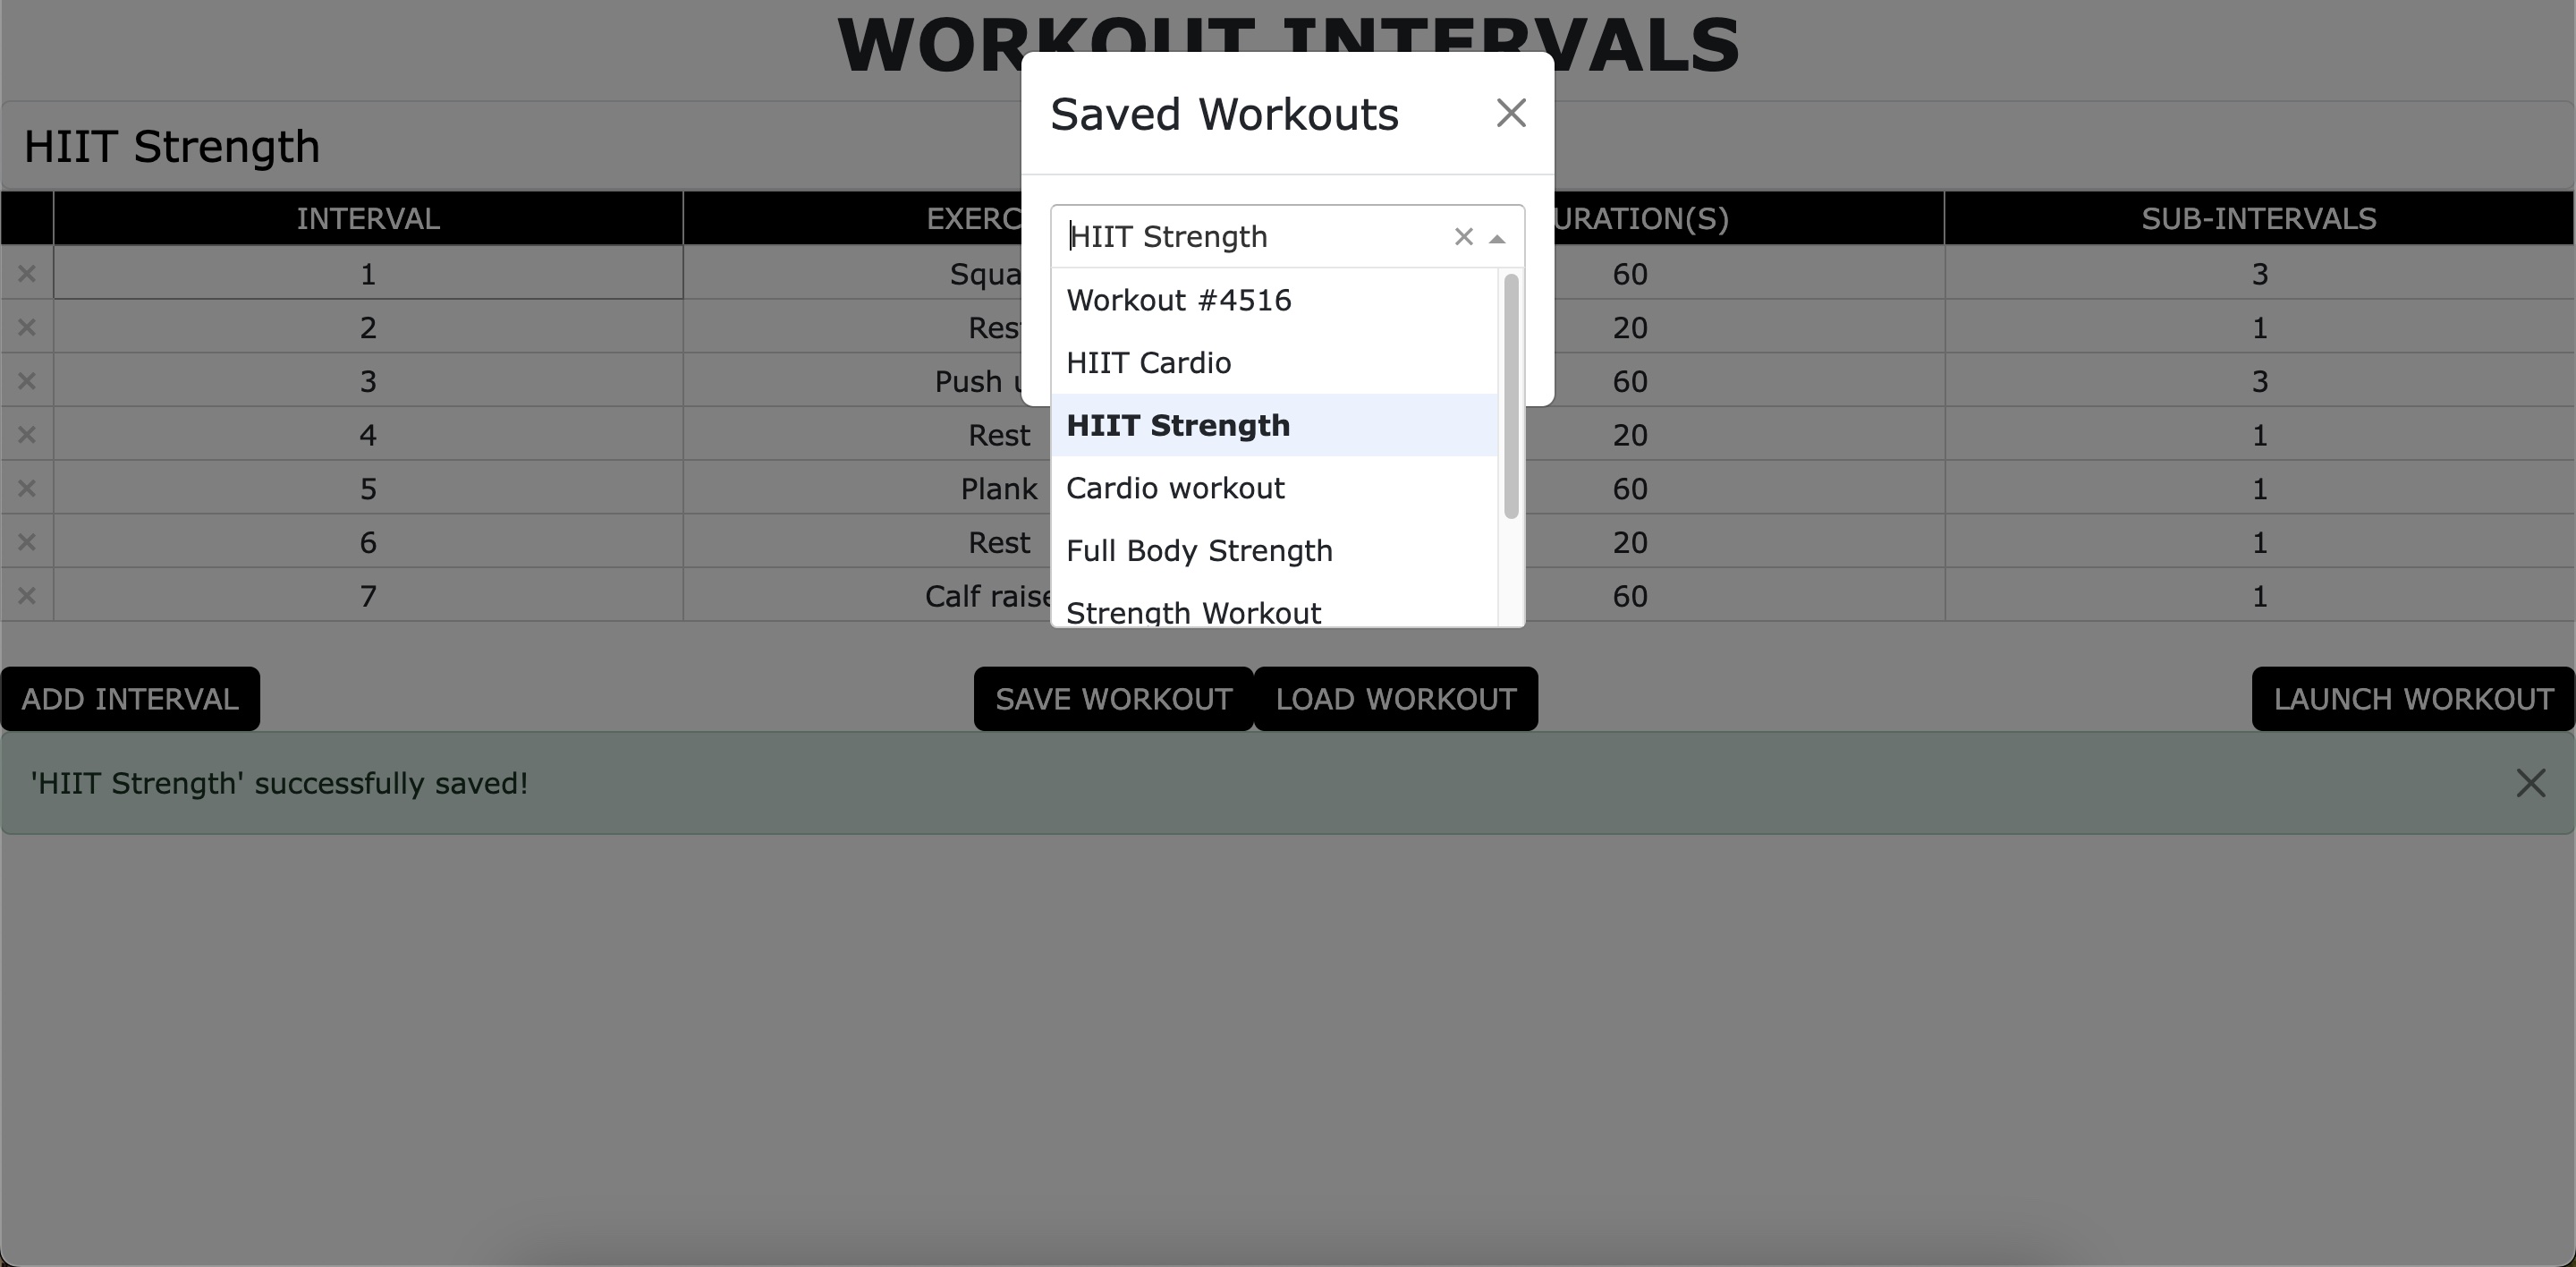 WORKOUT INTERVALS
Saved Workouts
HIIT Strength
HIIT Strength
INTERVAL EXERC URATION(S) SUB-INTERVALS
1 Squa 60 3
2 Res 20 1
3 Push 60 3
4 Rest 20 1
5 Plank 60 1
6 Rest 20 1
7 Calf raise 60 1
Workout #4516
HIIT Cardio
HIIT Strength
Cardio workout
Full Body Strength
Strength Workout
ADD INTERVAL SAVE WORKOUT LOAD WORKOUT LAUNCH WORKOUT
'HIIT Strength' successfully saved!